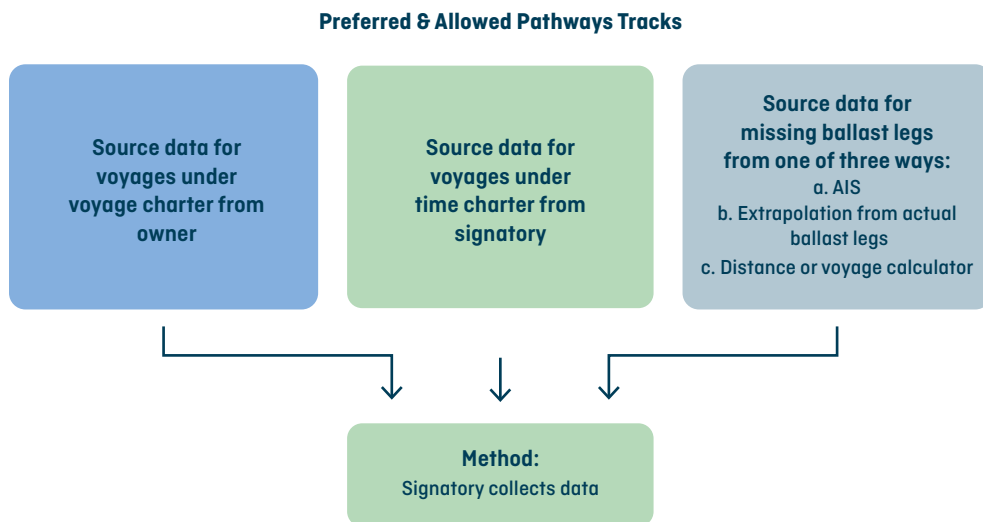 Preferred & Allowed Pathways Tracks
Source data for
voyages under
voyage charter from
owner
Source data for
voyages under
time charter from
signatory
Source data for
missing ballast legs
from one of three ways:
a. AIS
b. Extrapolation from actual
ballast legs
c. Distance or voyage calculator
Method:
Signatory collects data